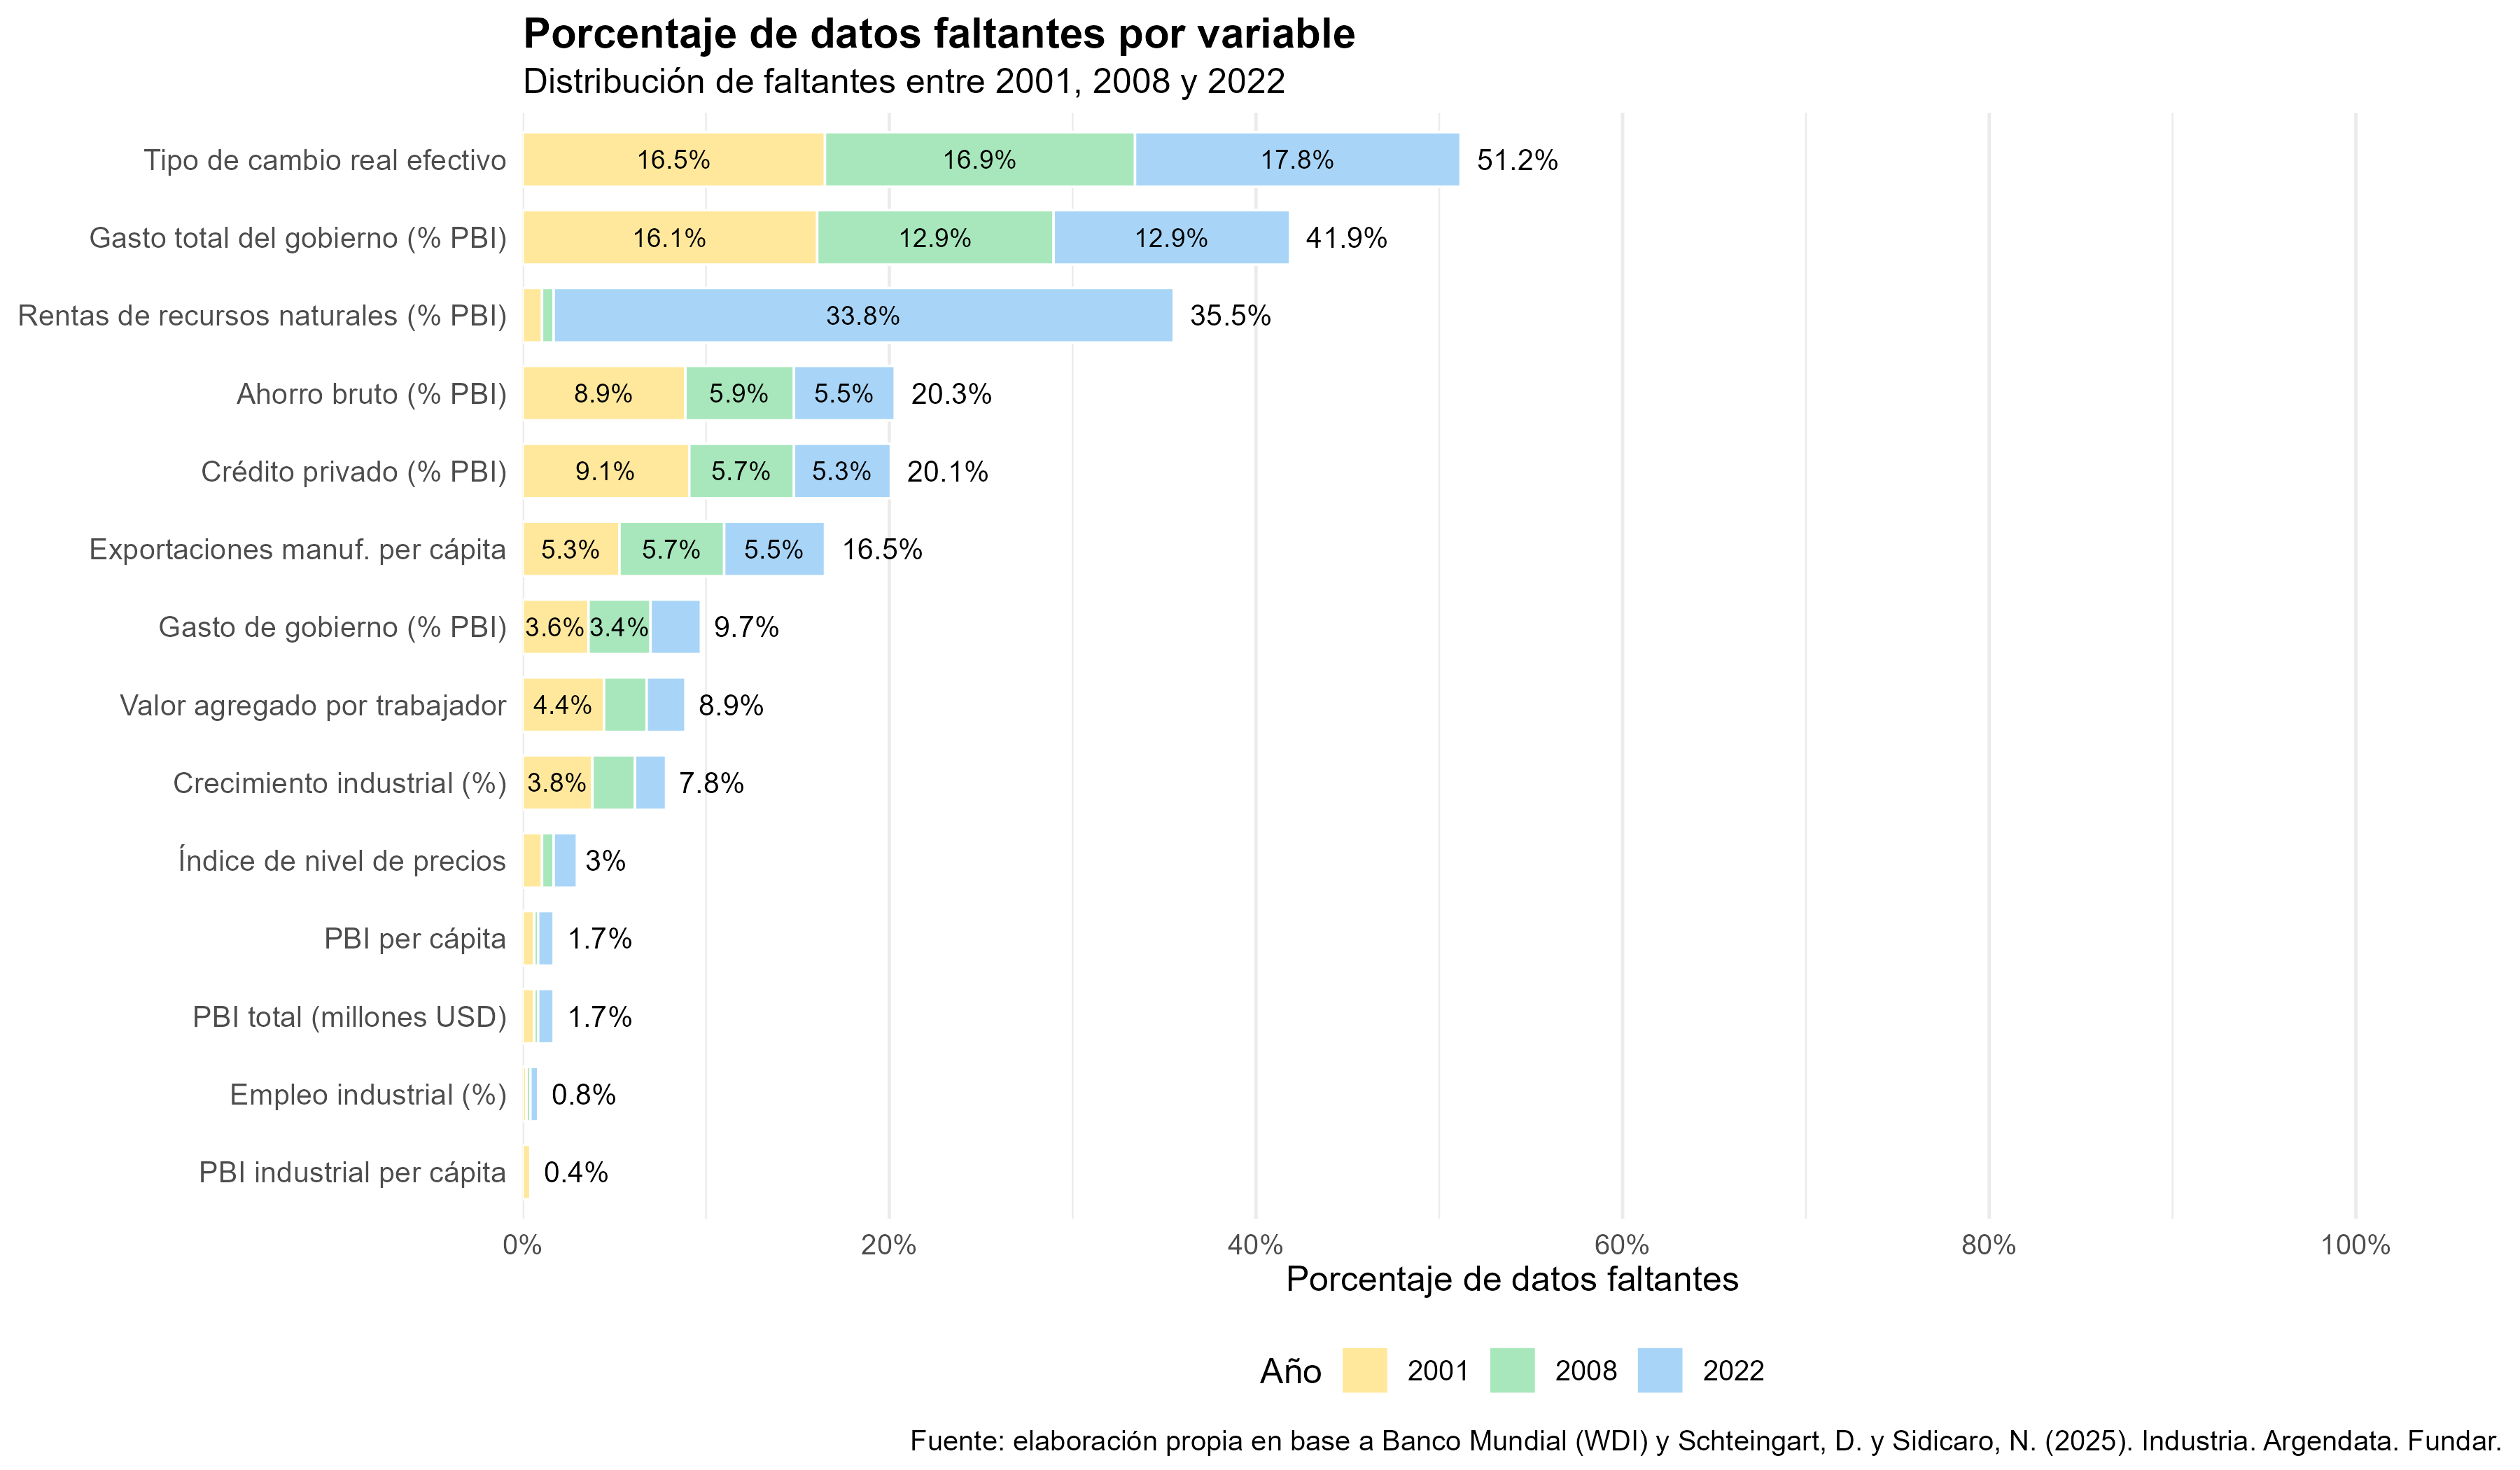 Porcentaje de datos faltantes por variable
Distribución de faltantes entre 2001, 2008 y 2022
Tipo de cambio real efectivo 16.5% 16.9% 17.8% 51.2%
Gasto total del gobierno (% PBI) 16.1% 12.9% 12.9% 41.9%
Rentas de recursos naturales (% PBI) 33.8% 35.5%
Ahorro bruto (% PBI) 8.9% 5.9% 5.5% 20.3%
Crédito privado (% PBI) 9.1% 5.7% 5.3% 20.1%
Exportaciones manuf. per cápita 5.3% 5.7% 5.5% 16.5%
Gasto de gobierno (% PBI) 3.6% 3.4% 9.7%
Valor agregado por trabajador 4.4% 8.9%
Crecimiento industrial (%) 3.8% 7.8%
Índice de nivel de precios 3%
PBI per cápita 1.7%
PBI total (millones USD) 1.7%
Empleo industrial (%) 0.8%
PBI industrial per cápita 0.4%
0% 20% 40% 60% 80% 100%
Porcentaje de datos faltantes
Año 2001 2008 2022
Fuente: elaboración propia en base a Banco Mundial (WDI) y Schteingart, D. y Sidicaro, N. (2025). Industria. Argendata. Fundar.